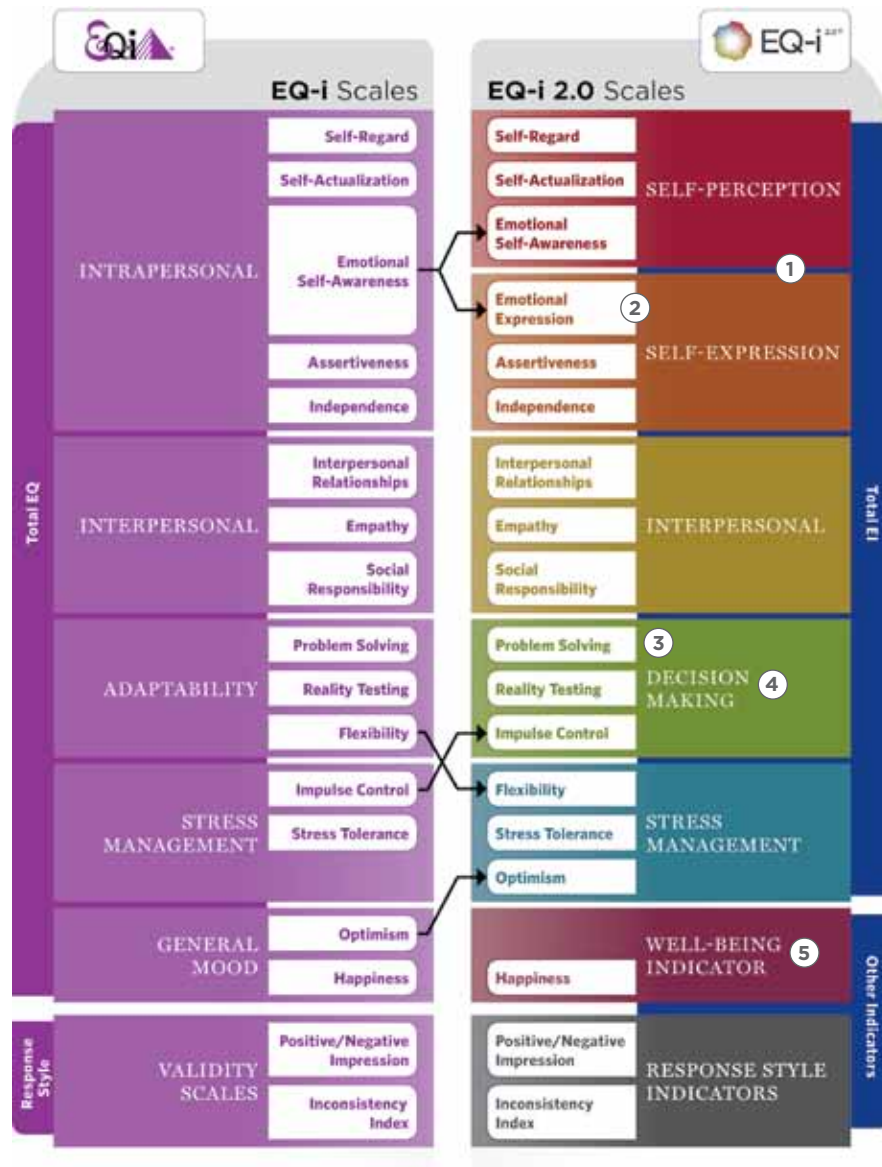 EQi
EQ-i 2.0
EQ-i Scales
EQ-i 2.0 Scales
Total EQ
INTRAPERSONAL
Self-Regard
Self-Actualization
Emotional
Self-Awareness
Assertiveness
Independence
INTERPERSONAL
Interpersonal
Relationships
Empathy
Social
Responsibility
ADAPTABILITY
Problem Solving
Reality Testing
Flexibility
STRESS
MANAGEMENT
Impulse Control
Stress Tolerance
GENERAL
MOOD
Optimism
Happiness
Response
Style
VALIDITY
SCALES
Positive/Negative
Impression
Inconsistency
Index
Self-Regard
Self-Actualization
Emotional
Self-Awareness
SELF-PERCEPTION
1
Emotional
Expression
2
Assertiveness
Independence
SELF-EXPRESSION
Interpersonal
Relationships
Empathy
Social
Responsibility
INTERPERSONAL
Problem Solving
3
Reality Testing
Impulse Control
DECISION
MAKING
4
Flexibility
Stress Tolerance
Optimism
STRESS
MANAGEMENT
Total EI
Happiness
WELL-BEING
INDICATOR
5
Positive/Negative
Impression
Inconsistency
Index
RESPONSE STYLE
INDICATORS
Other Indicators